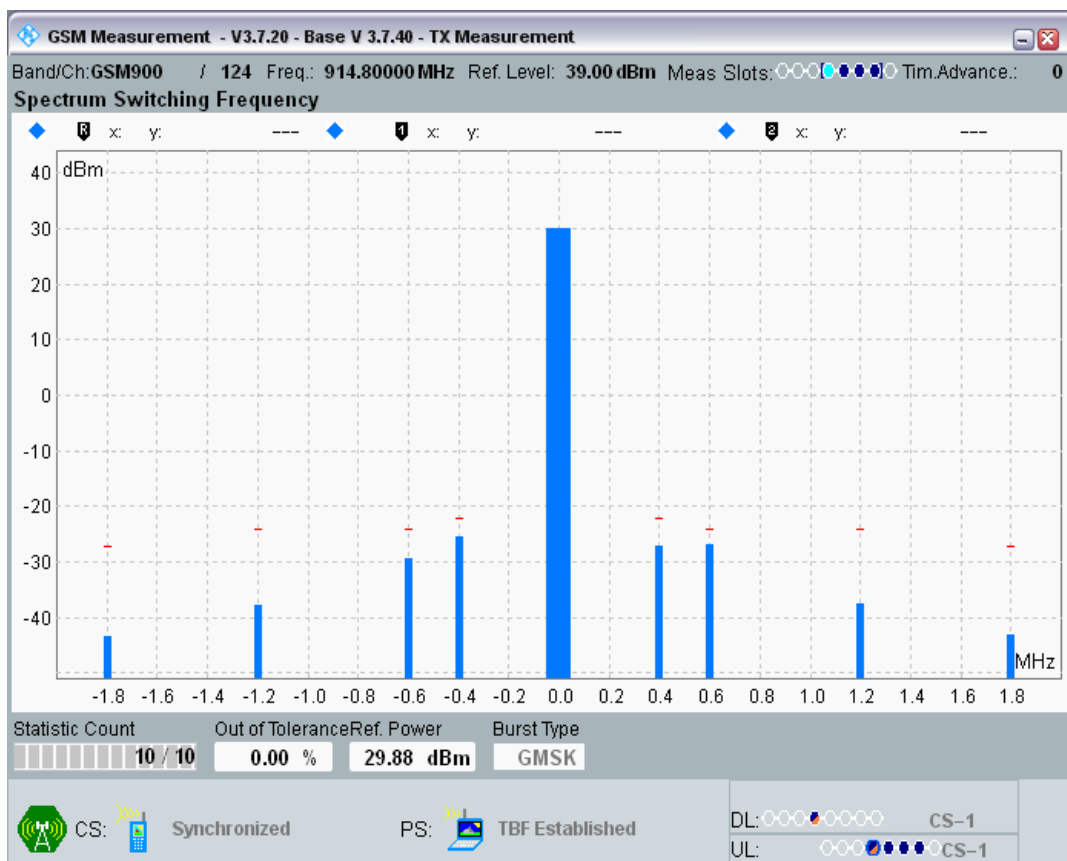 GSM Measurement - V3.7.20 - Base V 3.7.40 - TX Measurement
Band/Ch:GSM900 / 124 Freq.: 914.80000 MHz Ref. Level: 39.00 dBm Meas Slots: Tim.Advance.: 0
Spectrum Switching Frequency
R x: y: --- 1 x: y: --- 2 x: y: ---
40 dBm
30
20
10
0
-10
-20
-30
-40
MHz
-1.8 -1.6 -1.4 -1.2 -1.0 -0.8 -0.6 -0.4 -0.2 0.0 0.2 0.4 0.6 0.8 1.0 1.2 1.4 1.6 1.8
Statistic Count Out of Tolerance Ref. Power Burst Type
10 / 10 0.00 % 29.88 dBm GMSK
CS: Synchronized PS: TBF Established DL: CS-1
UL: CS-1